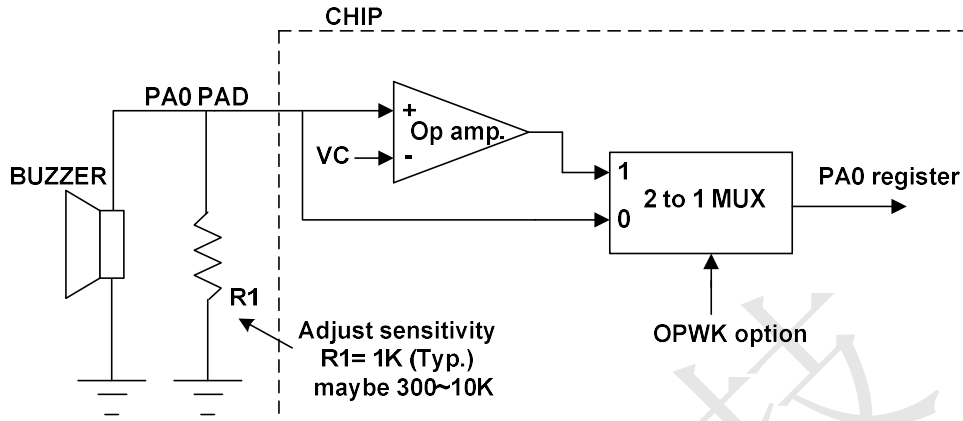 CHIP
PA0 PAD
+
Op amp.
VC
-
BUZZER
1
2 to 1 MUX
0
PA0 register
R1
Adjust sensitivity
R1= 1K (Typ.)
maybe 300~10K
OPWK option